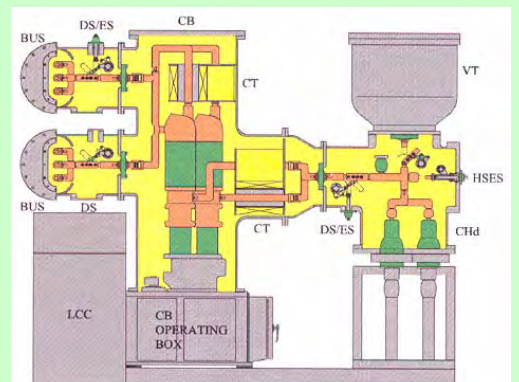 CB
DS/ES
BUS
CT
VT
HSES
BUS
DS
CT
DS/ES
CHd
LCC
CB
OPERATING
BOX